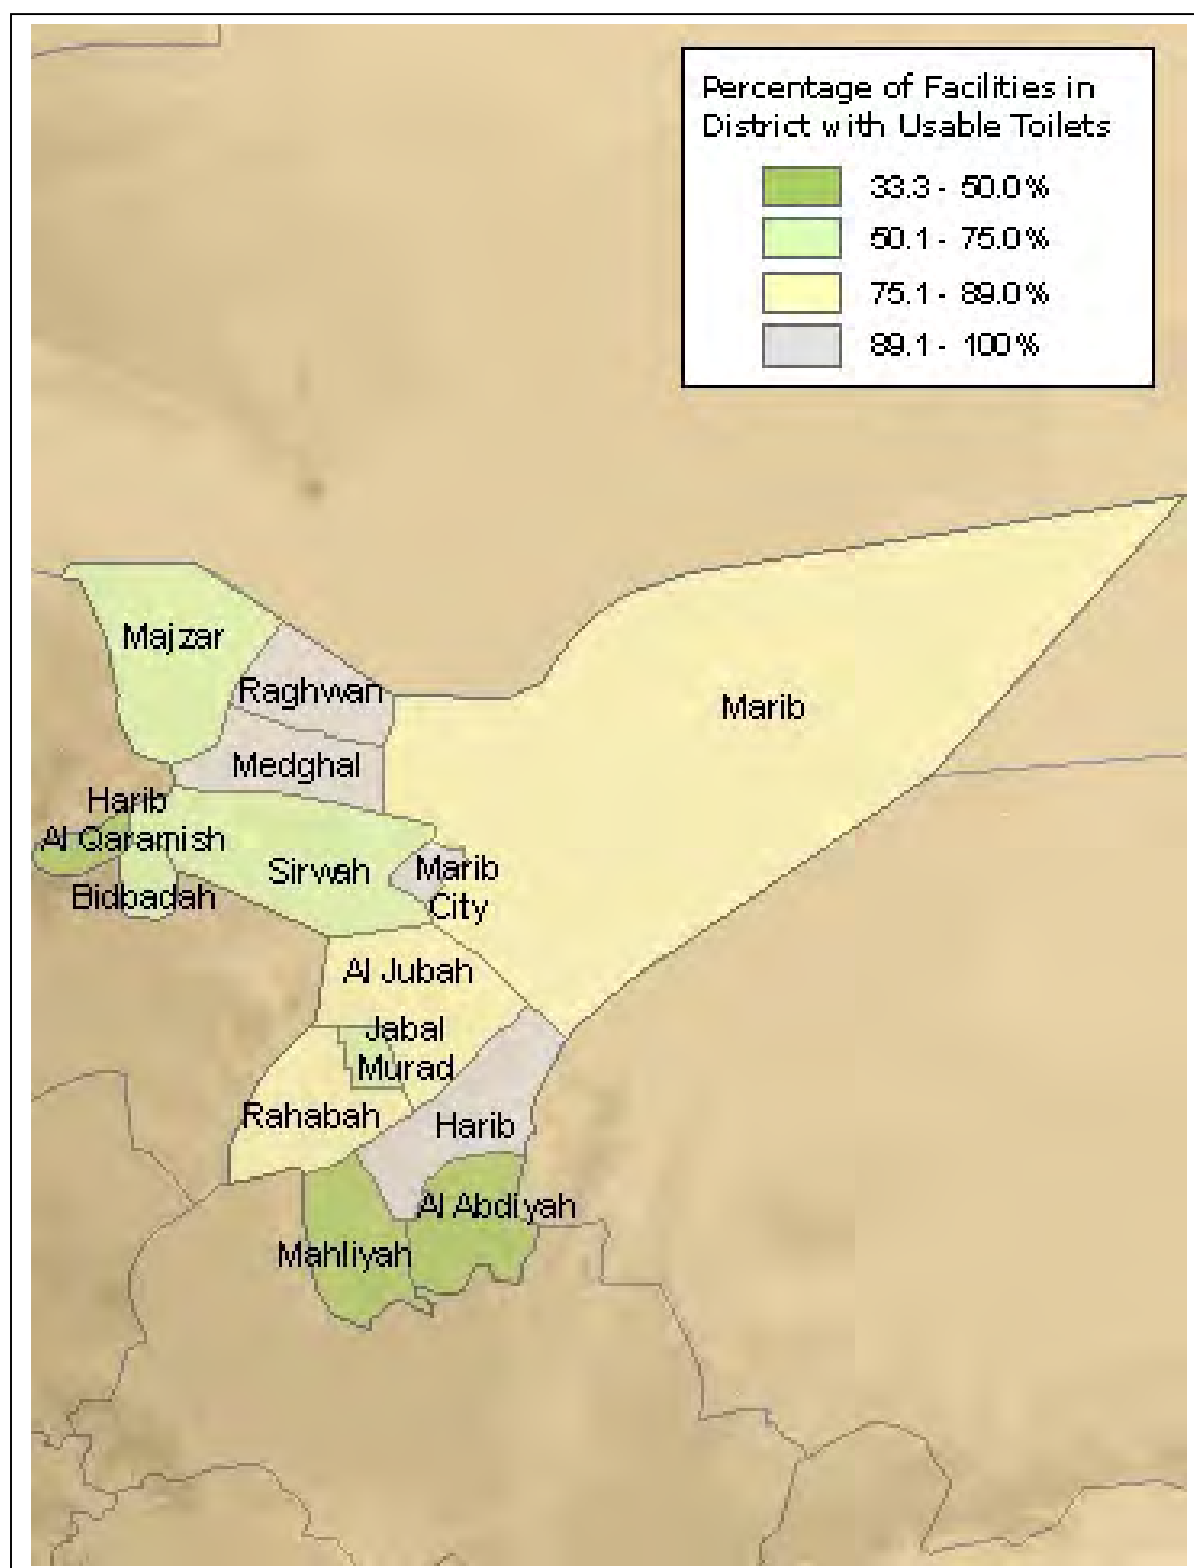 Percentage of Facilities in
District with Usable Toilets
33.3 - 50.0%
50.1 - 75.0%
75.1 - 89.0%
89.1 - 100%
Majzar
Raghwan
Marib
Medghal
Harib
Al Qaramish
Sirwah
Marib
City
Bidbadah
Al Jubah
Jabal
Murad
Rahabah
Harib
Al Abdiyah
Mahliyah